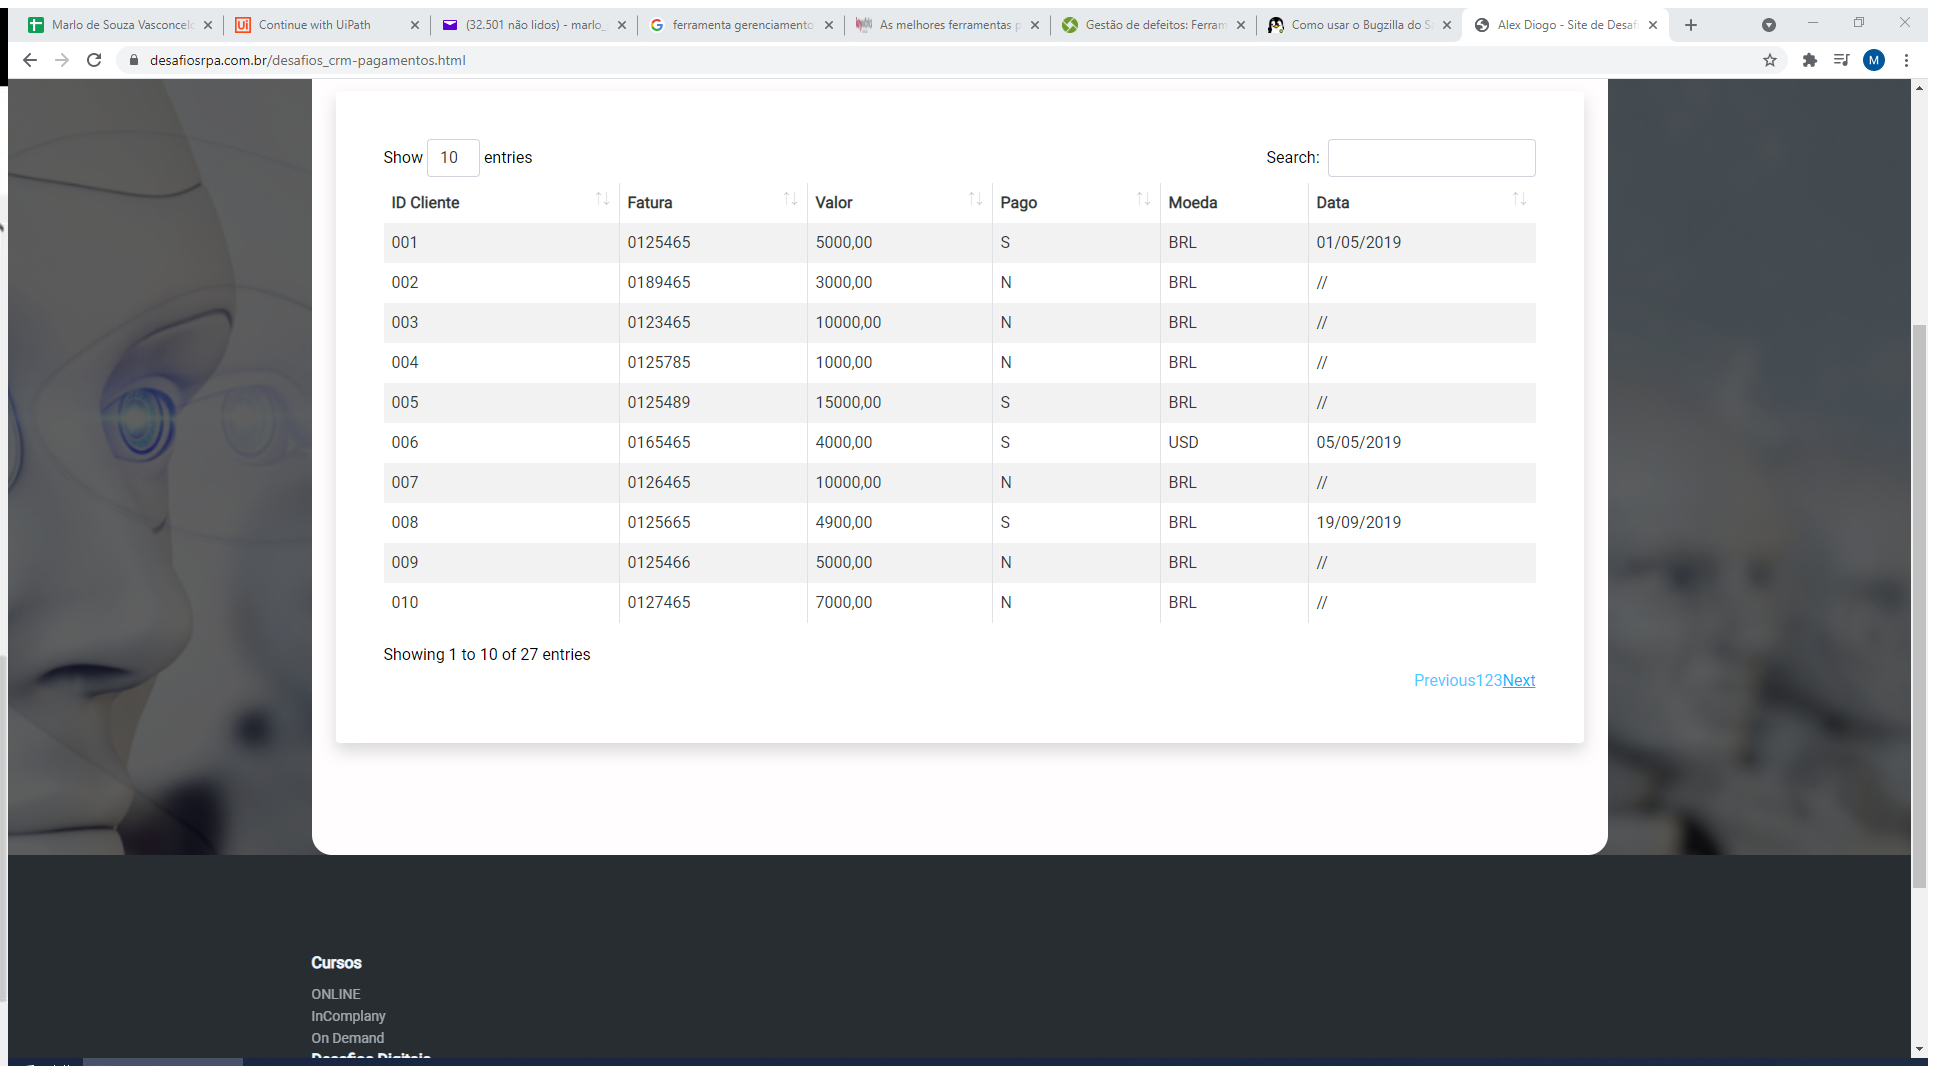 Marlo de Souza Vasconcel
Continue with UiPath
(32.501 não lidos) - marlo_
ferramenta gerenciamento
As melhores ferramentas p
Gestão de defeitos: Ferram
Como usar o Bugzilla do S
Alex Diogo - Site de Desafi
desafiosrpa.com.br/desafios_crm-pagamentos.html
M
Show 10 entries Search:
ID Cliente Fatura Valor Pago Moeda Data
001 0125465 5000,00 S BRL 01/05/2019
002 0189465 3000,00 N BRL //
003 0123465 10000,00 N BRL //
004 0125785 1000,00 N BRL //
005 0125489 15000,00 S BRL //
006 0165465 4000,00 S USD 05/05/2019
007 0126465 10000,00 N BRL //
008 0125665 4900,00 S BRL 19/09/2019
009 0125466 5000,00 N BRL //
010 0127465 7000,00 N BRL //
Showing 1 to 10 of 27 entries
Previous123Next
Cursos
ONLINE
InComplany
On Demand
Desafios Digitais